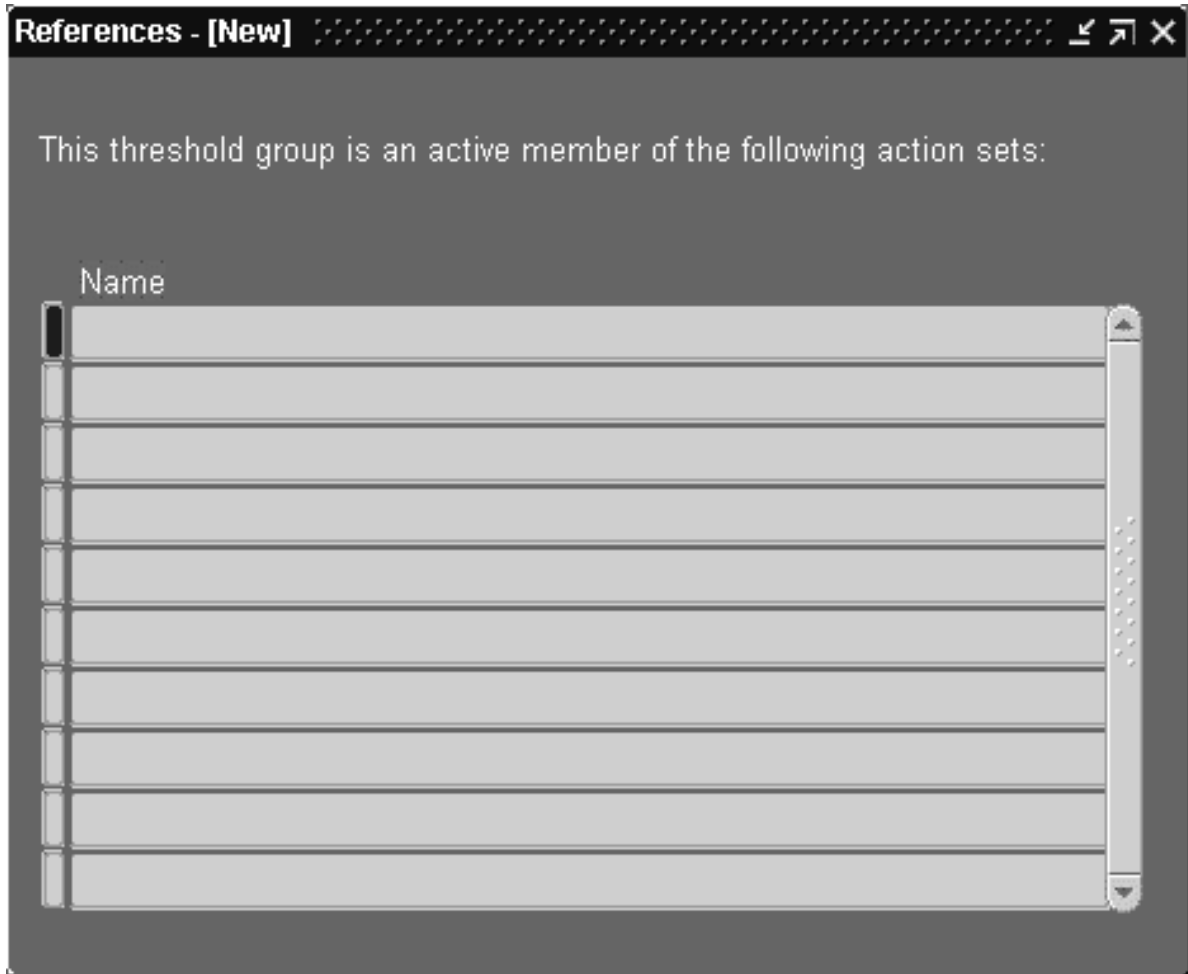 References - [New]
This threshold group is an active member of the following action sets:
Name